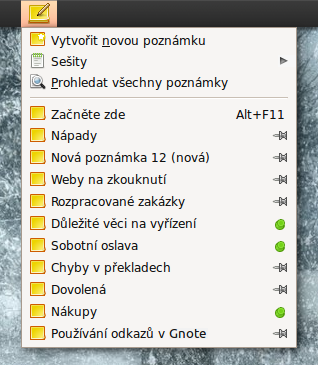 Vytvořit novou poznámku
Sešity
Prohledat všechny poznámky
Začněte zde Alt+F11
Nápady
Nová poznámka 12 (nová)
Weby na zkouknutí
Rozpracované zakázky
Důležité věci na vyřízení
Sobotní oslava
Chyby v překladech
Dovolená
Nákupy
Používání odkazů v Gnote